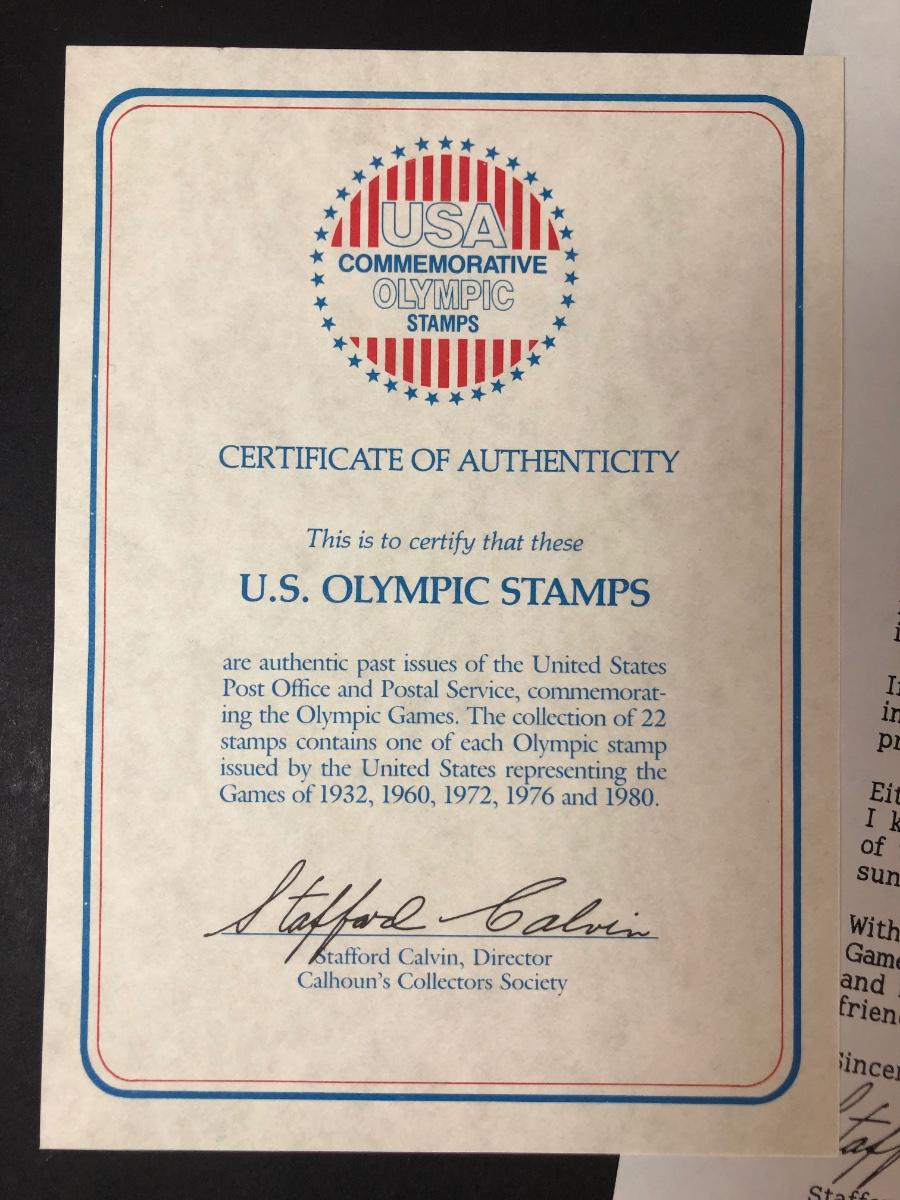 USA
COMMEMORATIVE
OLYMPIC
STAMPS
CERTIFICATE OF AUTHENTICITY
This is to certify that these
U.S. OLYMPIC STAMPS
are authentic past issues of the United States
Post Office and Postal Service, commemorat-
ing the Olympic Games. The collection of 22
stamps contains one of each Olympic stamp
issued by the United States representing the
Games of 1932, 1960, 1972, 1976 and 1980.
Stafford Calvin
Stafford Calvin, Director
Calhoun's Collectors Society
I k
of
With
and